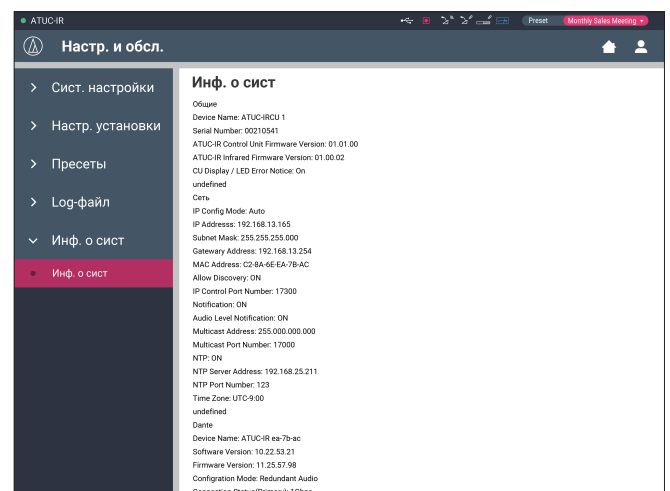 ATUC-IR
Preset
Monthly Sales Meeting
Настр. и обсл.
Сист. настройки
Настр. установки
Пресеты
Log-файл
Инф. о сист
Инф. о сист
Инф. о сист
Общие
Device Name: ATUC-IRCU 1
Serial Number: 00210541
ATUC-IR Control Unit Firmware Version: 01.01.00
ATUC-IR Infrared Firmware Version: 01.00.02
CU Display / LED Error Notice: On
undefined
Сеть
IP Config Mode: Auto
IP Addresss: 192.168.13.165
Subnet Mask: 255.255.255.000
Gatewary Address: 192.168.13.254
MAC Address: C2-8A-6E-EA-7B-AC
Allow Discovery: ON
IP Control Port Number: 17300
Notification: ON
Audio Level Notification: ON
Multicast Address: 255.000.000.000
Multicast Port Number: 17000
NTP: ON
NTP Server Address: 192.168.25.211
NTP Port Number: 123
Time Zone: UTC-9:00
undefined
Dante
Device Name: ATUC-IR ea-7b-ac
Software Version: 10.22.53.21
Firmware Version: 11.25.57.98
Configration Mode: Redundant Audio
Connection Status(Primary): 1Gbps